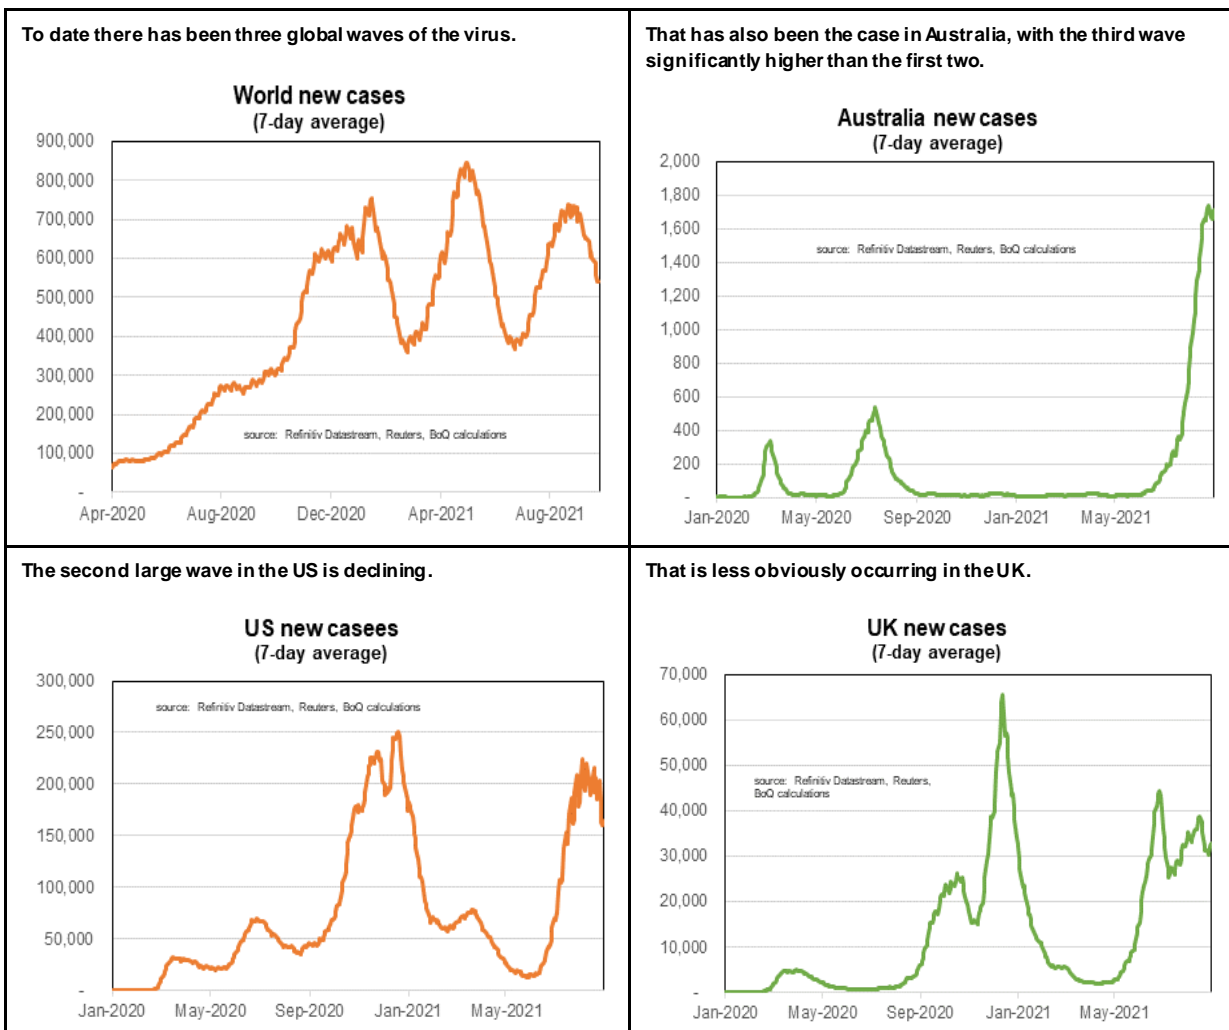 To date there has been three global waves of the virus.
World new cases
(7-day average)
900,000
800,000
700,000
600,000
500,000
400,000
300,000
200,000
100,000
-
source: Refinitiv Datastream, Reuters, BoQ calculations
Apr-2020 Aug-2020 Dec-2020 Apr-2021 Aug-2021
That has also been the case in Australia, with the third wave
significantly higher than the first two.
Australia new cases
(7-day average)
2,000
1,800
1,600
1,400
1,200
1,000
800
600
400
200
-
source: Refinitiv Datastream, Reuters, BoQ calculations
Jan-2020 May-2020 Sep-2020 Jan-2021 May-2021
The second large wave in the US is declining.
US new casees
(7-day average)
300,000
250,000
200,000
150,000
100,000
50,000
-
source: Refinitiv Datastream, Reuters, BoQ calculations
Jan-2020 May-2020 Sep-2020 Jan-2021 May-2021
That is less obviously occurring in the UK.
UK new cases
(7-day average)
70,000
60,000
50,000
40,000
30,000
20,000
10,000
-
source: Refinitiv Datastream, Reuters,
BoQ calculations
Jan-2020 May-2020 Sep-2020 Jan-2021 May-2021